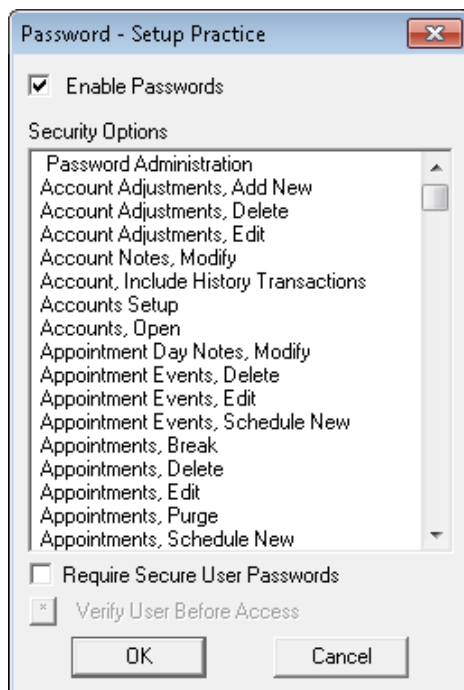 Password - Setup Practice
Enable Passwords
Security Options
Password Administration
Account Adjustments, Add New
Account Adjustments, Delete
Account Adjustments, Edit
Account Notes, Modify
Account, Include History Transactions
Accounts Setup
Accounts, Open
Appointment Day Notes, Modify
Appointment Events, Delete
Appointment Events, Edit
Appointment Events, Schedule New
Appointments, Break
Appointments, Delete
Appointments, Edit
Appointments, Purge
Appointments, Schedule New
Require Secure User Passwords
* Verify User Before Access
OK Cancel